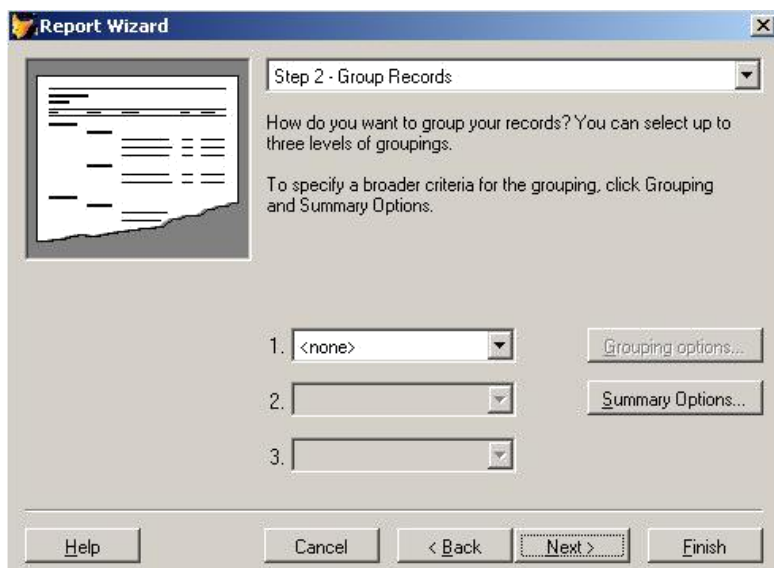 Report Wizard
Step 2 - Group Records
How do you want to group your records? You can select up to
three levels of groupings.
To specify a broader criteria for the grouping, click Grouping
and Summary Options.
1. <none> Grouping options...
2. Summary Options...
3.
Help Cancel < Back Next > Finish